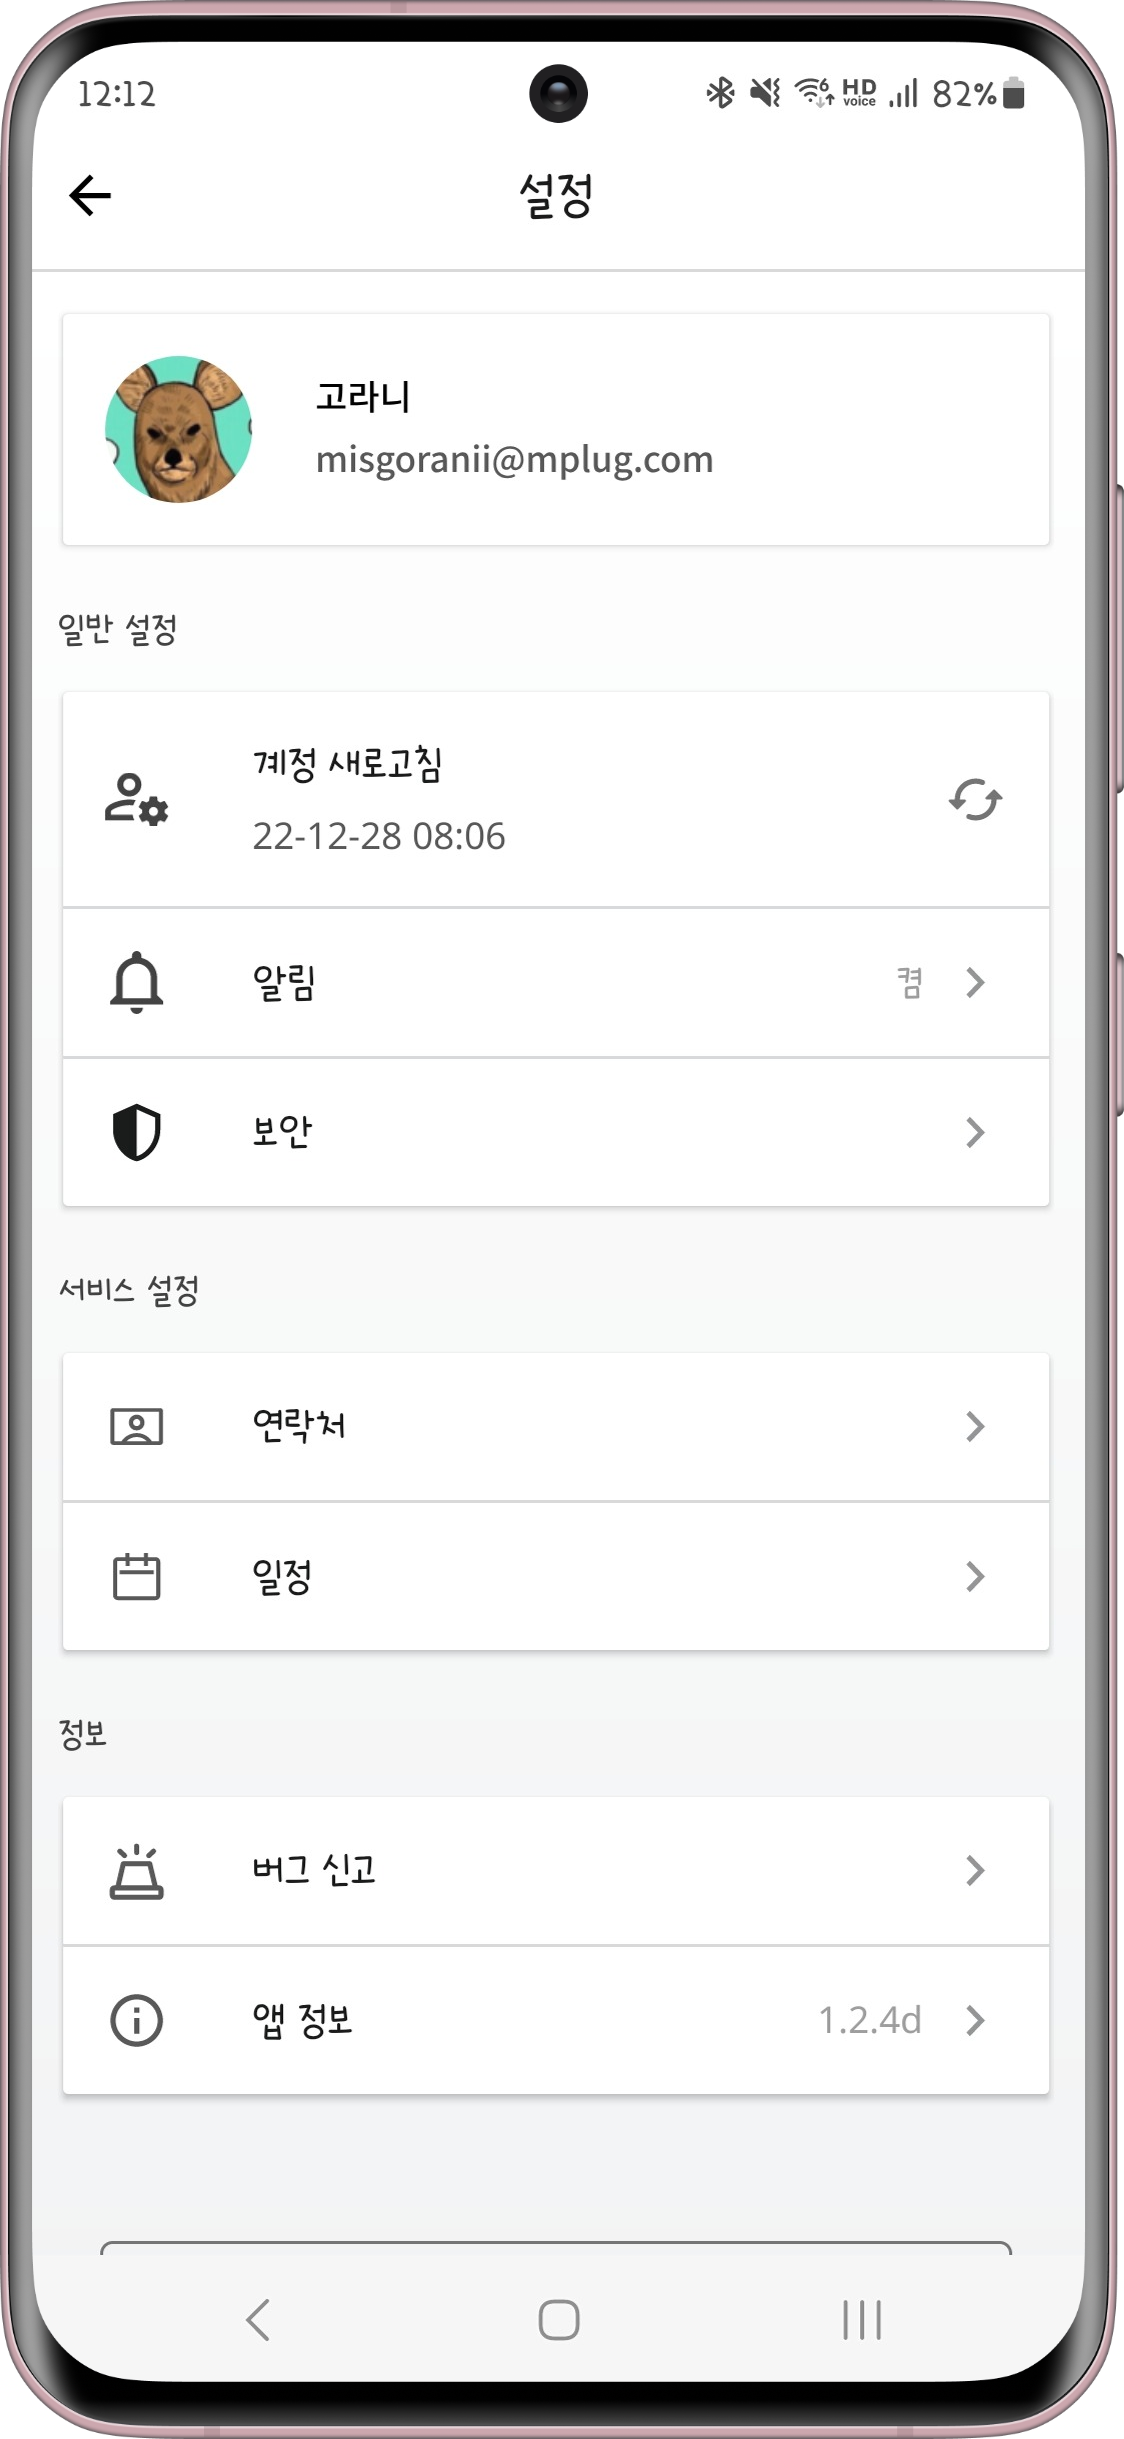 12:12
6 HD voice 82%
설정
고라니
misgoranii@mplug.com
일반 설정
계정 새로고침
22-12-28 08:06
알림 켬
보안
서비스 설정
연락처
일정
정보
버그 신고
앱 정보 1.2.4d